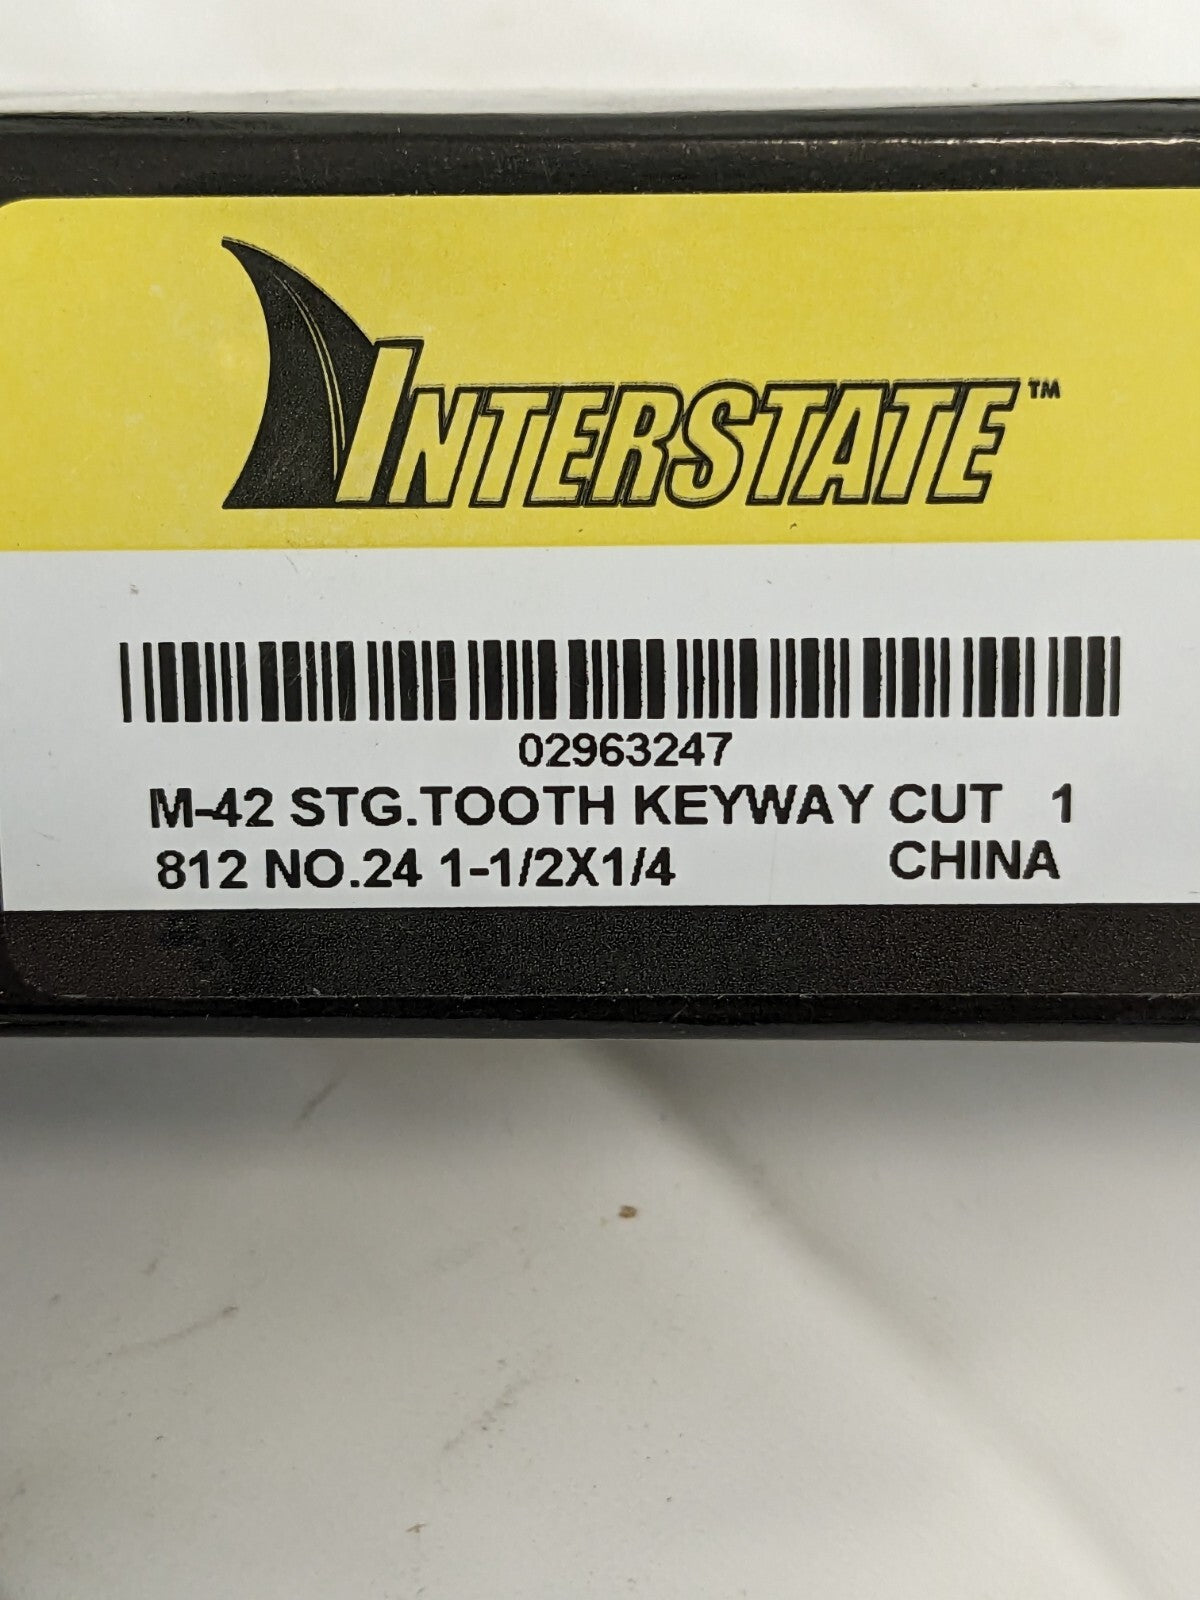 INTERSTATE™
02963247
M-42 STG.TOOTH KEYWAY CUT 1
812 NO.24 1-1/2X1/4 CHINA